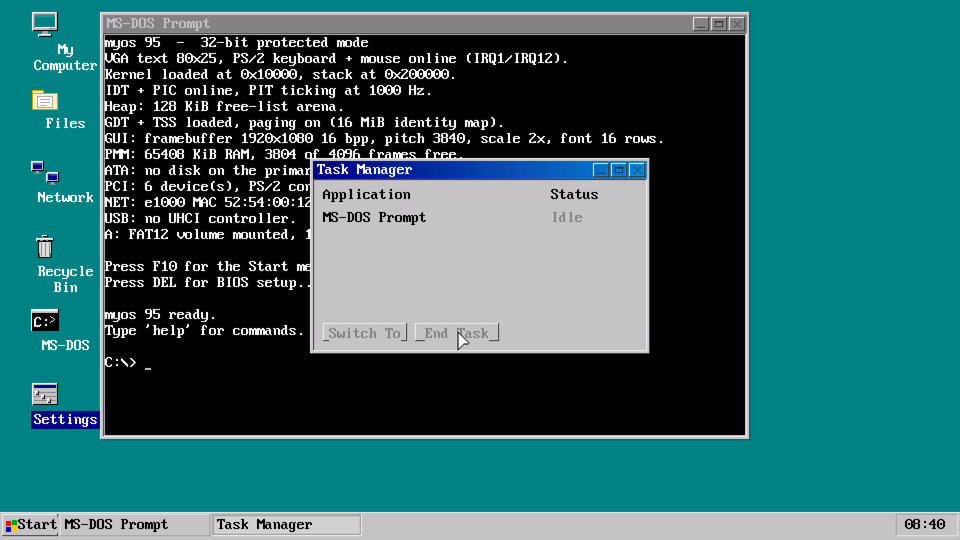 My
Computer
Files
Network
Recycle
Bin
C:>
MS-DOS
Settings
MS-DOS Prompt
myos 95 - 32-bit protected mode
VGA text 80x25, PS/2 keyboard + mouse online (IRQ1/IRQ12).
Kernel loaded at 0x10000, stack at 0x200000.
IDT + PIC online, PIT ticking at 1000 Hz.
Heap: 128 KiB free-list arena.
GDT + TSS loaded, paging on (16 MiB identity map).
GUI: framebuffer 1920x1080 16 bpp, pitch 3840, scale 2x, font 16 rows.
PMM: 65408 KiB RAM, 3804 of 4096 frames free.
ATA: no disk on the primar
PCI: 6 device(s), PS/2 con
NET: e1000 MAC 52:54:00:12
USB: no UHCI controller.
A: FAT12 volume mounted, 1
Press F10 for the Start me
Press DEL for BIOS setup..
myos 95 ready.
Type 'help' for commands.
C:\> _
Task Manager
Application Status
MS-DOS Prompt Idle
Switch To End Task
Start MS-DOS Prompt Task Manager 08:40